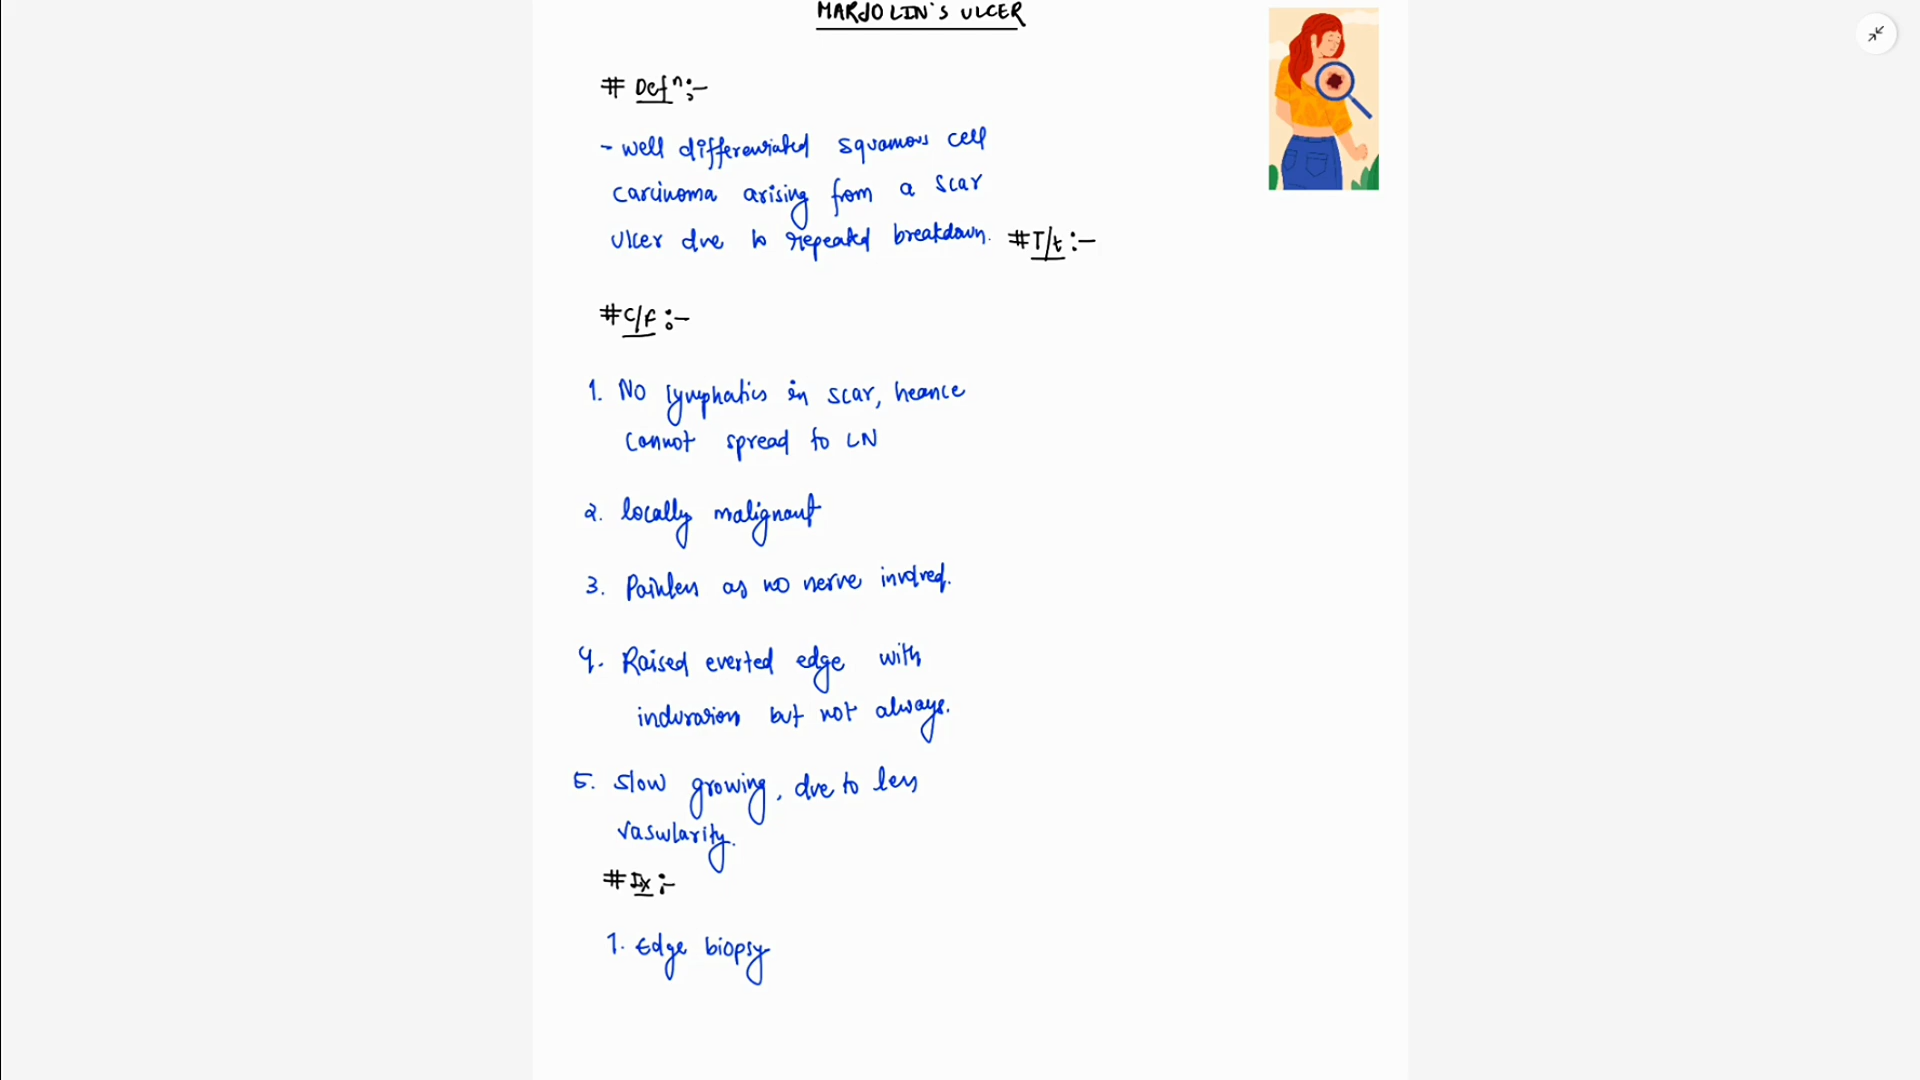 MARJOLIN'S ULCER
# Defⁿ:-
- well differentiated squamous cell
carcinoma arising from a scar
ulcer due to repeated breakdown.
#C/F:-
1. No lymphatics in scar, heance
cannot spread to LN
2. locally malignant
3. Painless as no nerve involved.
4. Raised everted edge with
induration but not always.
5. Slow growing, due to less
vascularity.
#Ix:-
1. Edge biopsy
#T/t:-